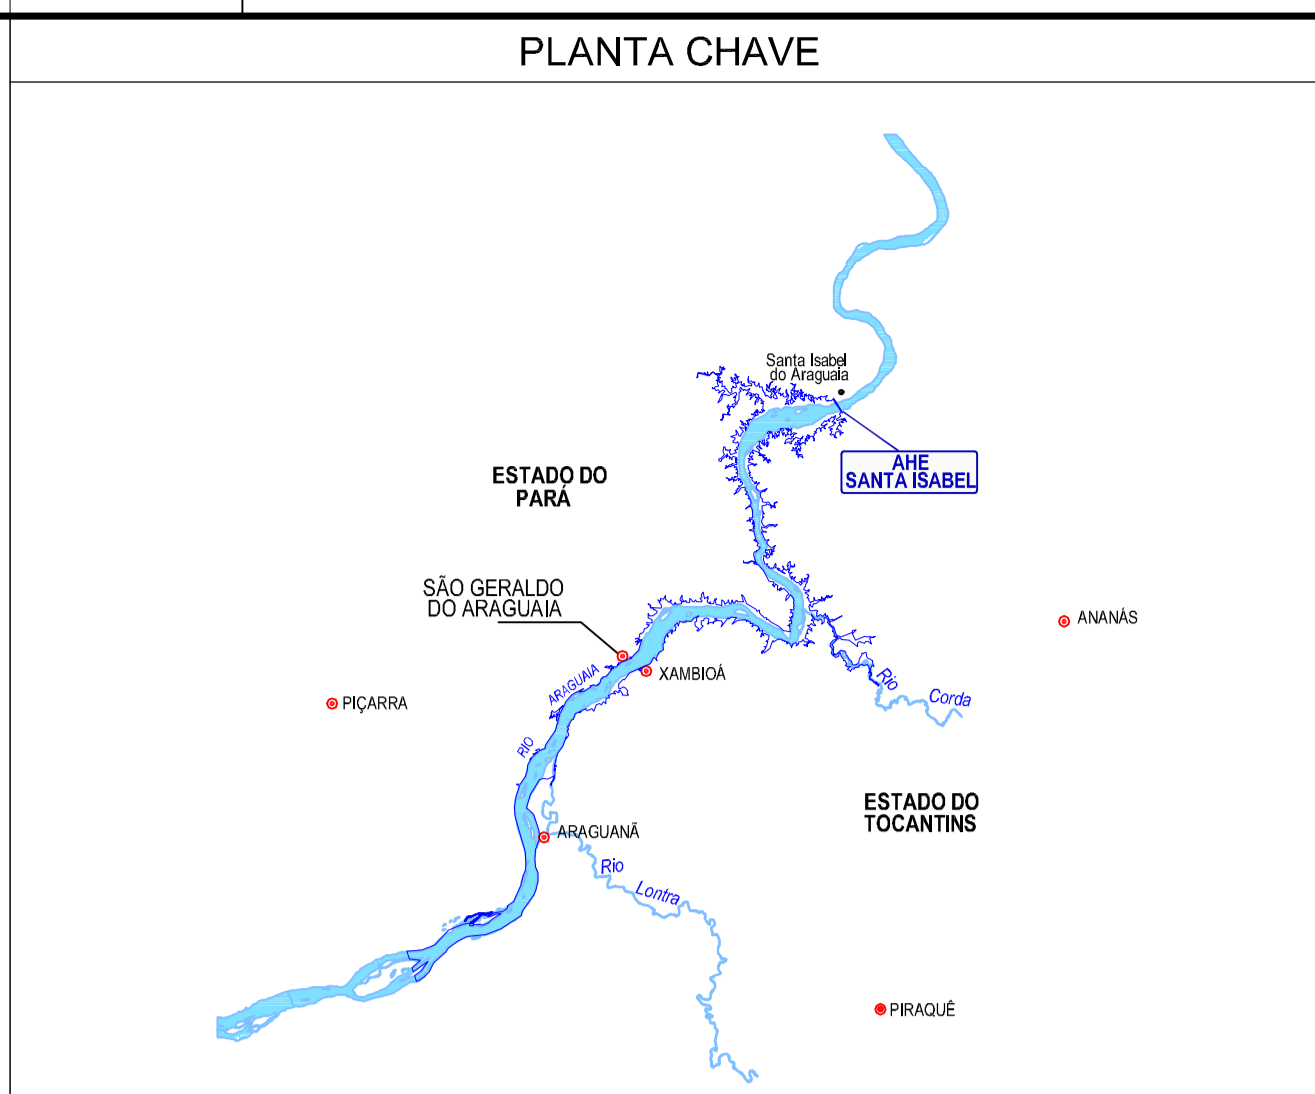 PLANTA CHAVE
Santa Isabel
do Araguaia
AHE
SANTA ISABEL
ESTADO DO
PARÁ
SÃO GERALDO
DO ARAGUAIA
ANANÁS
XAMBIOÁ
ARAGUAIA
Rio
Corda
PIÇARRA
RIO
ESTADO DO
TOCANTINS
ARAGUANÃ
Rio
Lontra
PIRAQUÊ